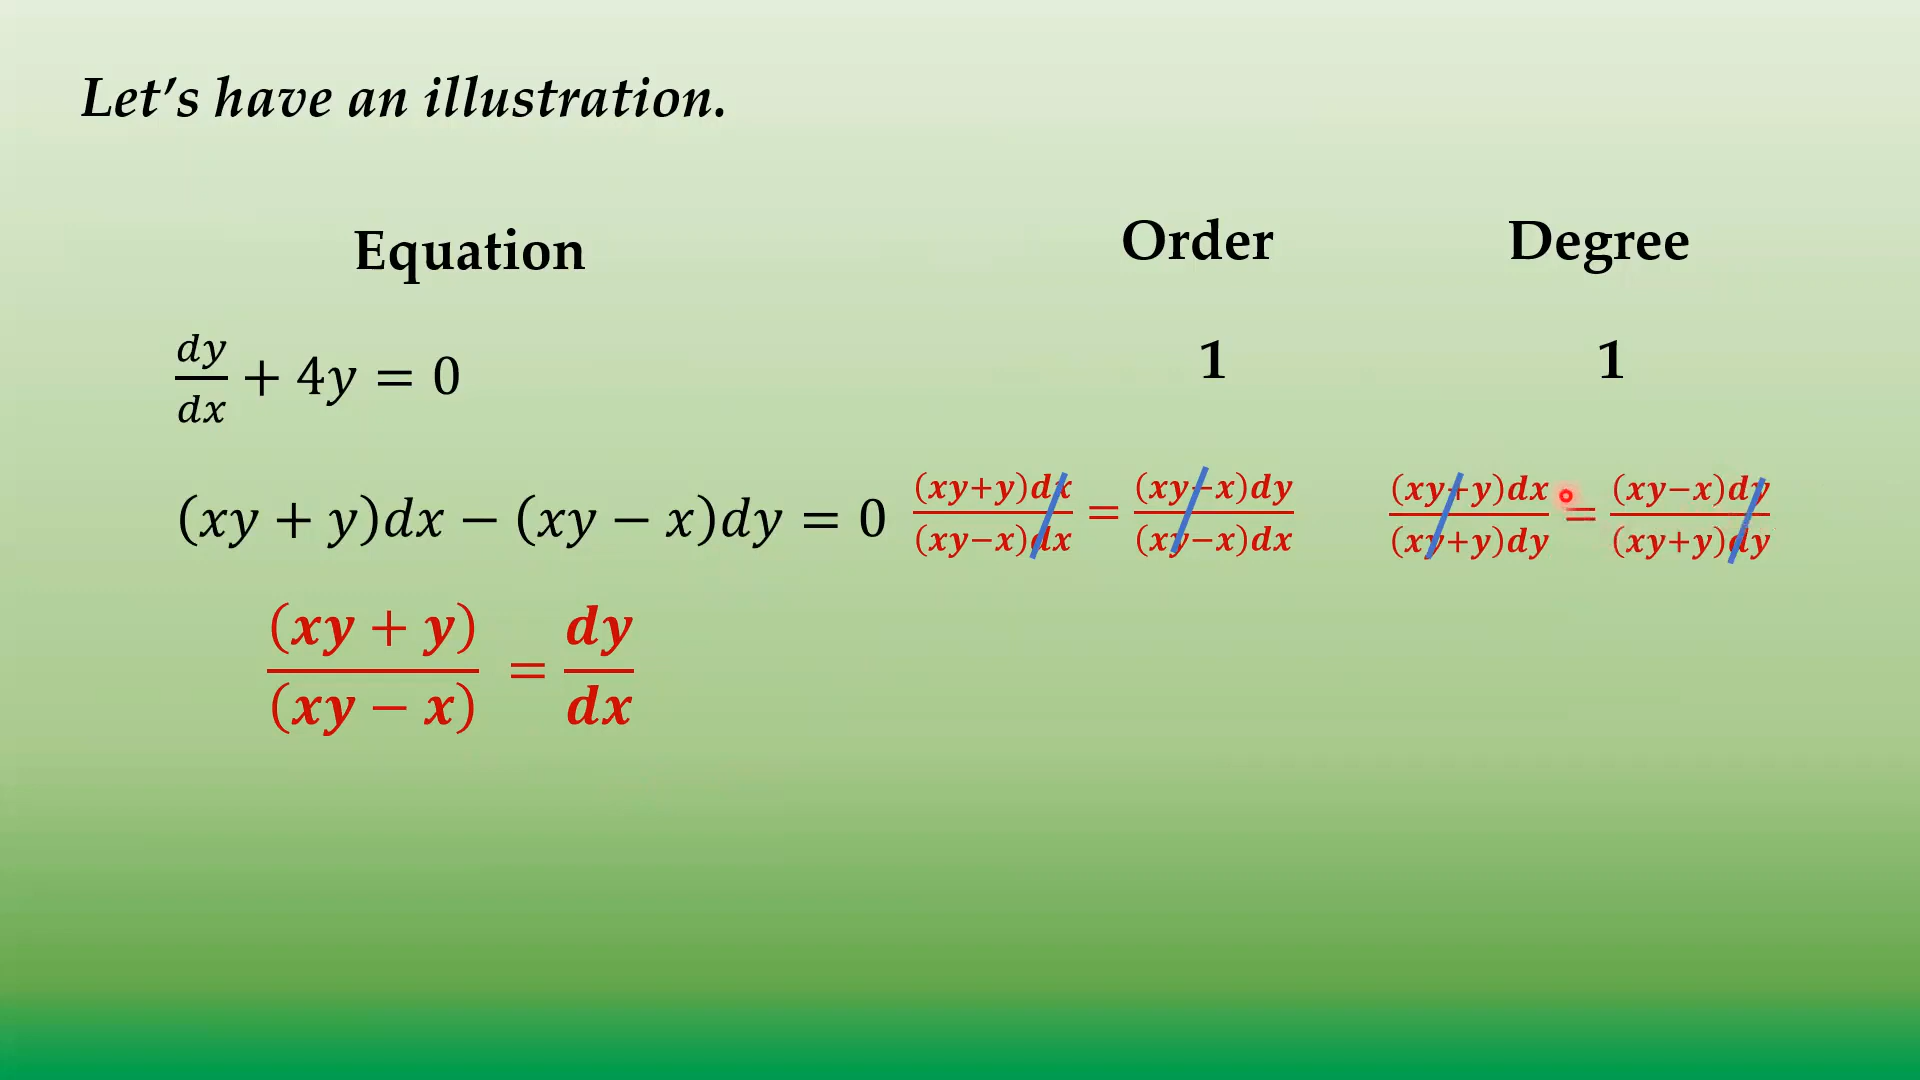 Let's have an illustration.
Equation Order Degree
dy/dx + 4y = 0 1 1
(xy + y)dx − (xy − x)dy = 0 (xy+y)dx/(xy−x)dx = (xy−x)dy/(xy−x)dx (xy+y)dx/(xy+y)dy = (xy−x)dy/(xy+y)dy
(xy + y)/(xy − x) = dy/dx